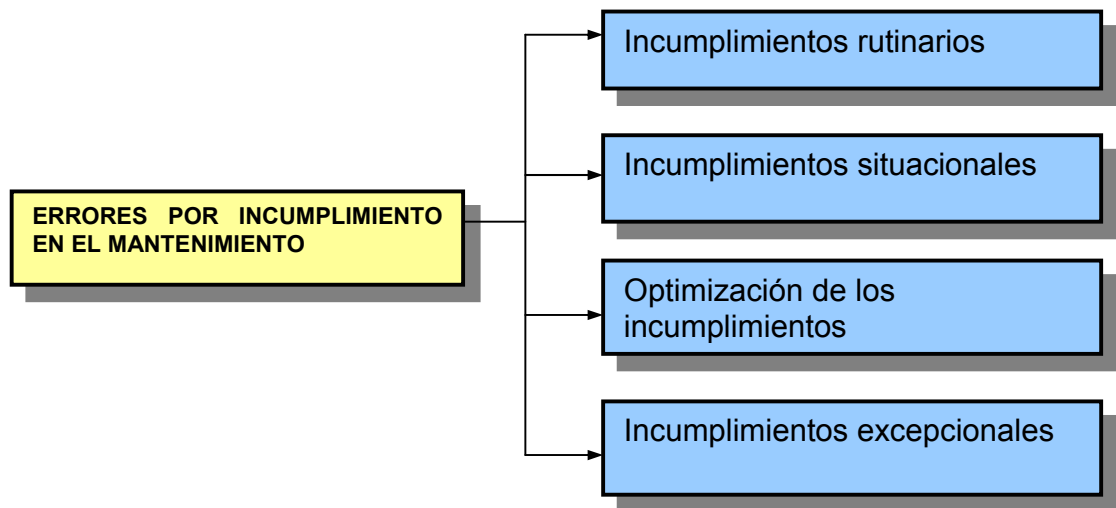 Incumplimientos rutinarios
Incumplimientos situacionales
ERRORES POR INCUMPLIMIENTO
EN EL MANTENIMIENTO
Optimización de los
incumplimientos
Incumplimientos excepcionales